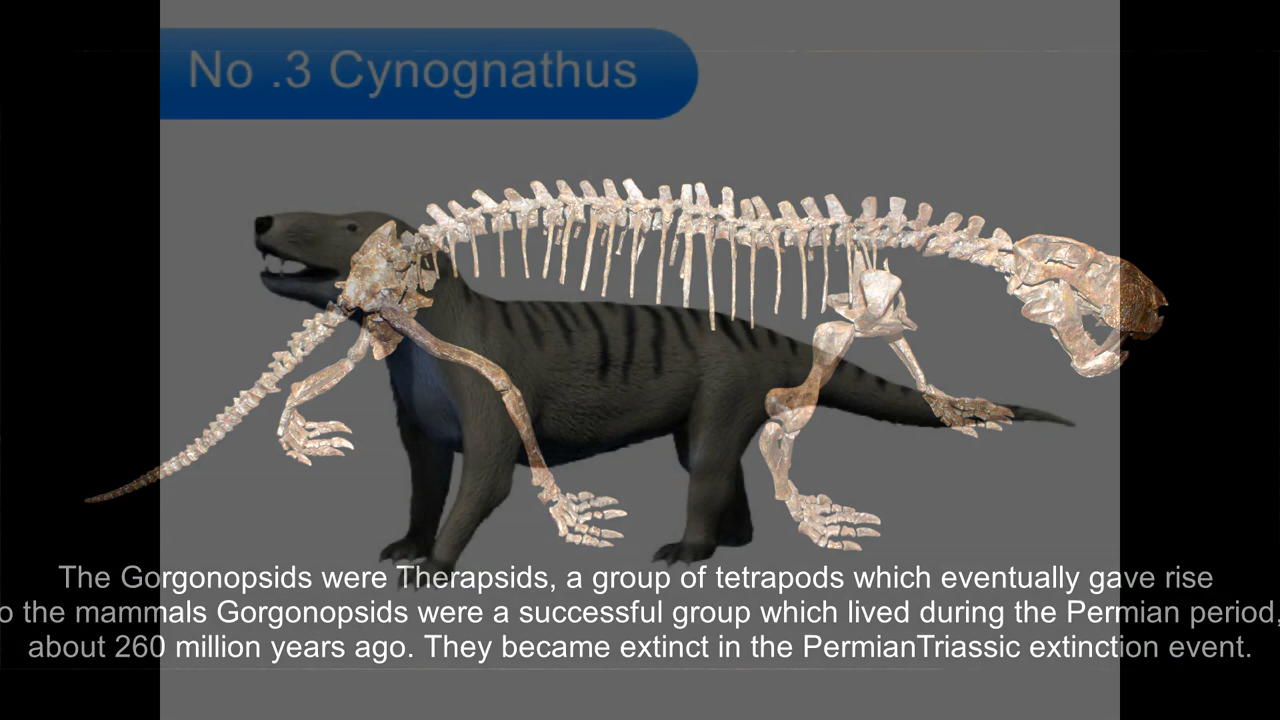 No .3 Cynognathus
The Gorgonopsids were Therapsids, a group of tetrapods which eventually gave rise
o the mammals Gorgonopsids were a successful group which lived during the Permian period,
about 260 million years ago. They became extinct in the PermianTriassic extinction event.